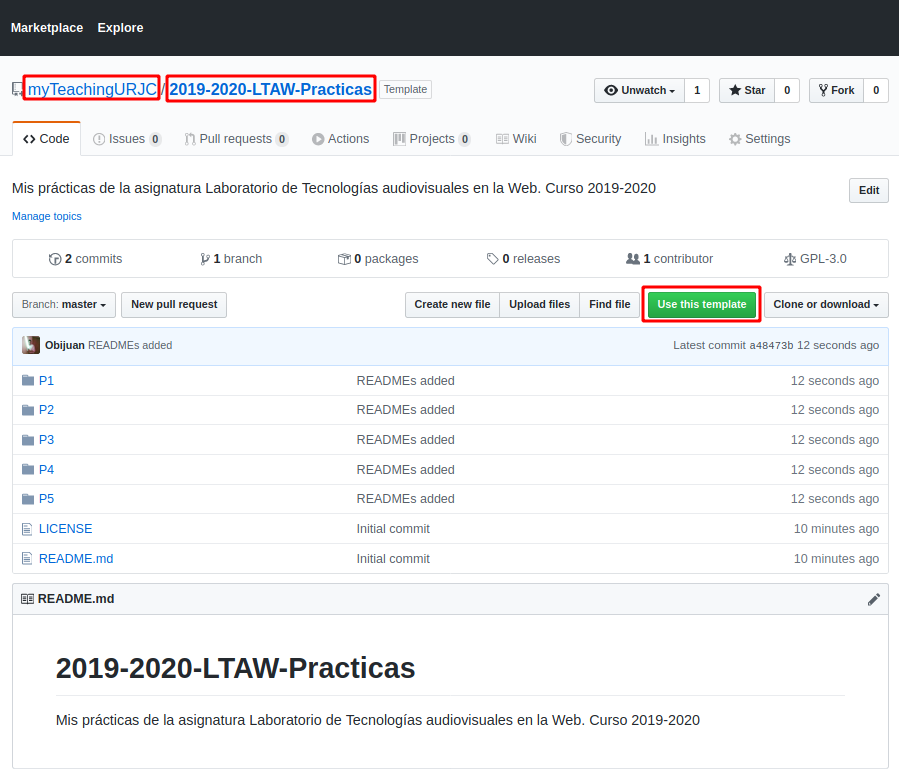 Marketplace Explore
myTeachingURJC / 2019-2020-LTAW-Practicas Template Unwatch 1 Star 0 Fork 0
Code Issues 0 Pull requests 0 Actions Projects 0 Wiki Security Insights Settings
Mis prácticas de la asignatura Laboratorio de Tecnologías audiovisuales en la Web. Curso 2019-2020 Edit
Manage topics
2 commits 1 branch 0 packages 0 releases 1 contributor GPL-3.0
Branch: master New pull request Create new file Upload files Find file Use this template Clone or download
Obijuan READMEs added Latest commit a48473b 12 seconds ago
P1 READMEs added 12 seconds ago
P2 READMEs added 12 seconds ago
P3 READMEs added 12 seconds ago
P4 READMEs added 12 seconds ago
P5 READMEs added 12 seconds ago
LICENSE Initial commit 10 minutes ago
README.md Initial commit 10 minutes ago
README.md
2019-2020-LTAW-Practicas
Mis prácticas de la asignatura Laboratorio de Tecnologías audiovisuales en la Web. Curso 2019-2020